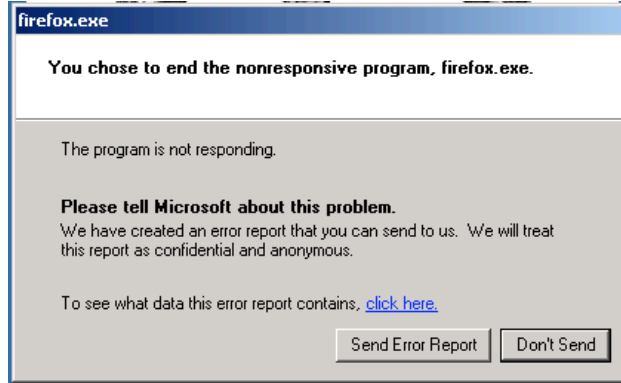 firefox.exe
You chose to end the nonresponsive program, firefox.exe.
The program is not responding.
Please tell Microsoft about this problem.
We have created an error report that you can send to us. We will treat
this report as confidential and anonymous.
To see what data this error report contains, click here.
Send Error Report Don't Send